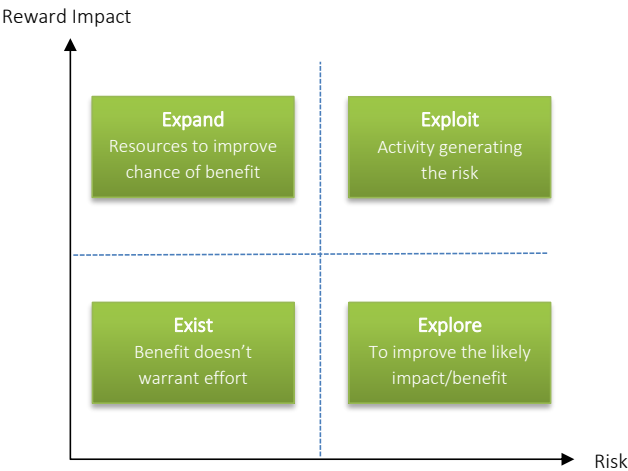 Reward Impact
Expand
Resources to improve
chance of benefit
Exploit
Activity generating
the risk
Exist
Benefit doesn’t
warrant effort
Explore
To improve the likely
impact/benefit
Risk